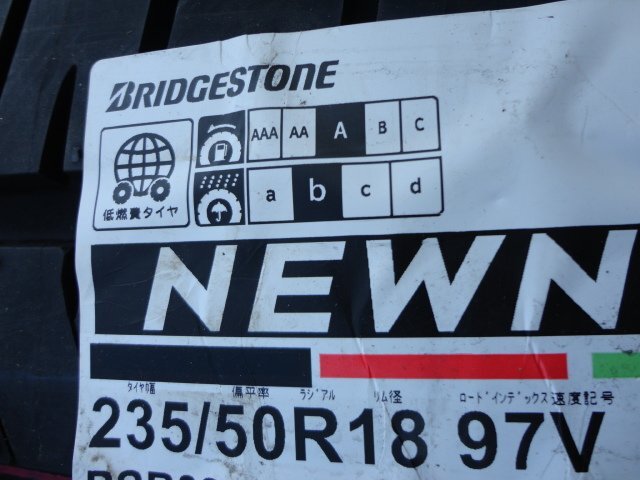 BRIDGESTONE
AAA AA A B C
a b c d
低燃費タイヤ
NEWN
タイヤ幅 偏平率 ラジアル リム径 ロードインデックス 速度記号
235/50R18 97V